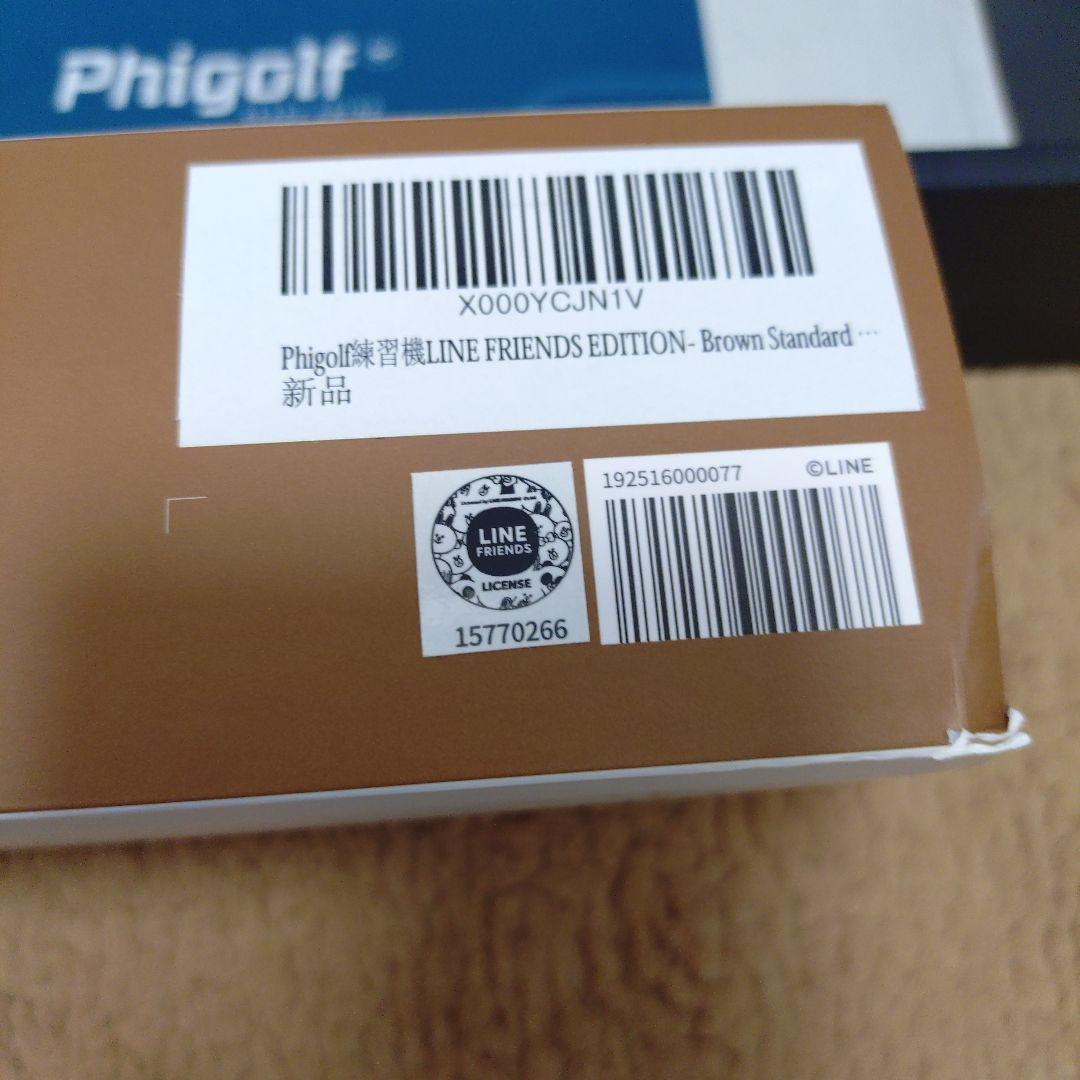 Phigolf
X000YCJN1V
Phigolf練習機LINE FRIENDS EDITION- Brown Standard …
新品
192516000077 ©LINE
LINE
FRIENDS
LICENSE
15770266